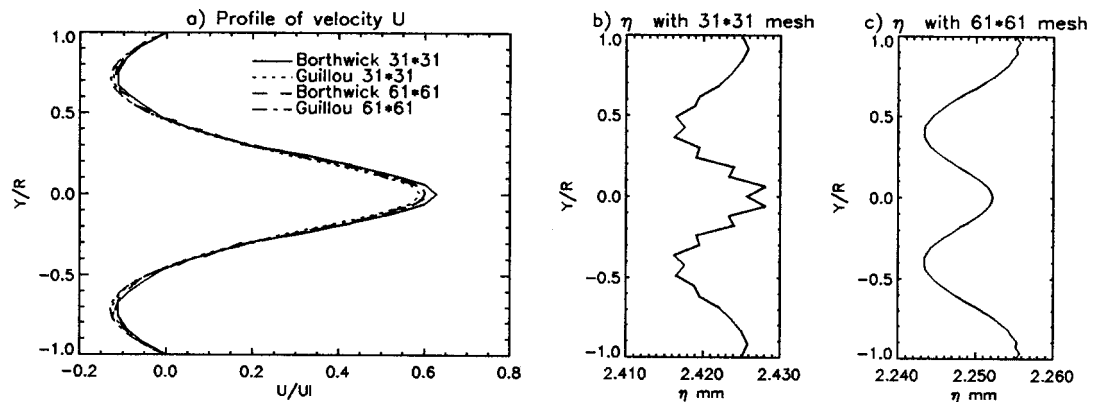 a) Profile of velocity U
Borthwick 31*31
Guillou 31*31
Borthwick 61*61
Guillou 61*61
Y/R
1.0
0.5
0.0
-0.5
-1.0
-0.2
0.0
0.2
0.4
0.6
0.8
U/Ul
b) η with 31*31 mesh
Y/R
1.0
0.5
0.0
-0.5
-1.0
2.410
2.420
2.430
η mm
c) η with 61*61 mesh
Y/R
1.0
0.5
0.0
-0.5
-1.0
2.240
2.250
2.260
η mm